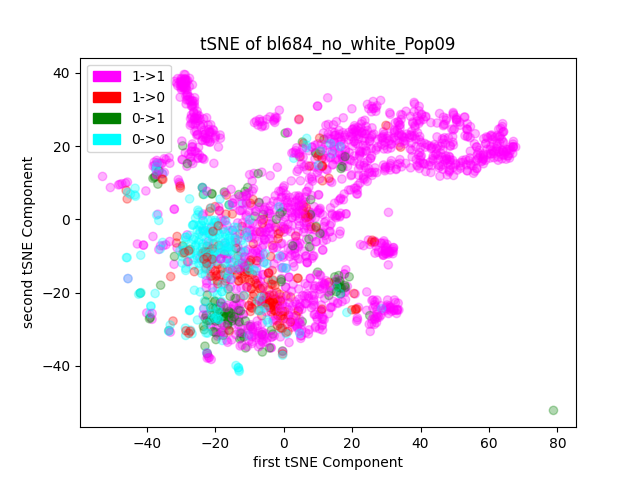 tSNE of bl684_no_white_Pop09
1->1
1->0
0->1
0->0
second tSNE Component
40
20
0
−20
−40
−40 −20 0 20 40 60 80
first tSNE Component